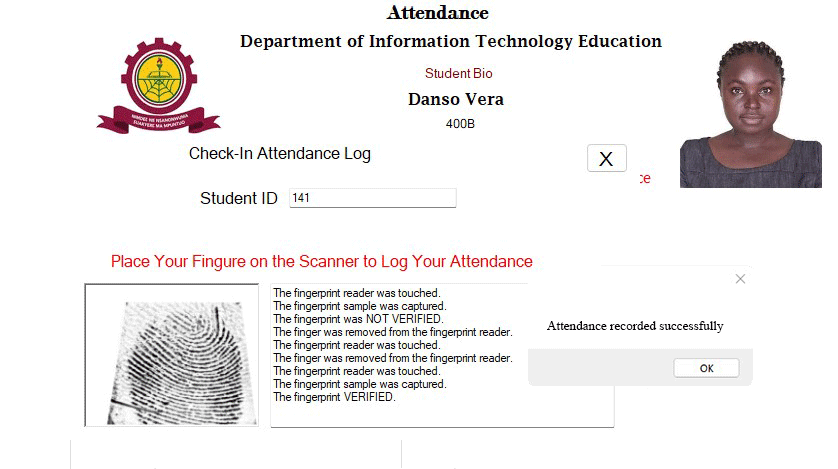 Attendance
Department of Information Technology Education
Student Bio
Danso Vera
400B
NIMDEE NE NSANOHWUMA
Check-In Attendance Log
X
ce
Student ID
141
Place Your Fingure on the Scanner to Log Your Attendance
The fingerprint reader was touched.
The fingerprint sample was captured.
The fingerprint was NOT VERIFIED.
The finger was removed from the fingerprint reader.
The fingerprint reader was touched.
The finger was removed from the fingerprint reader.
The fingerprint reader was touched.
The fingerprint sample was captured.
The fingerprint VERIFIED.
Attendance recorded successfully
OK